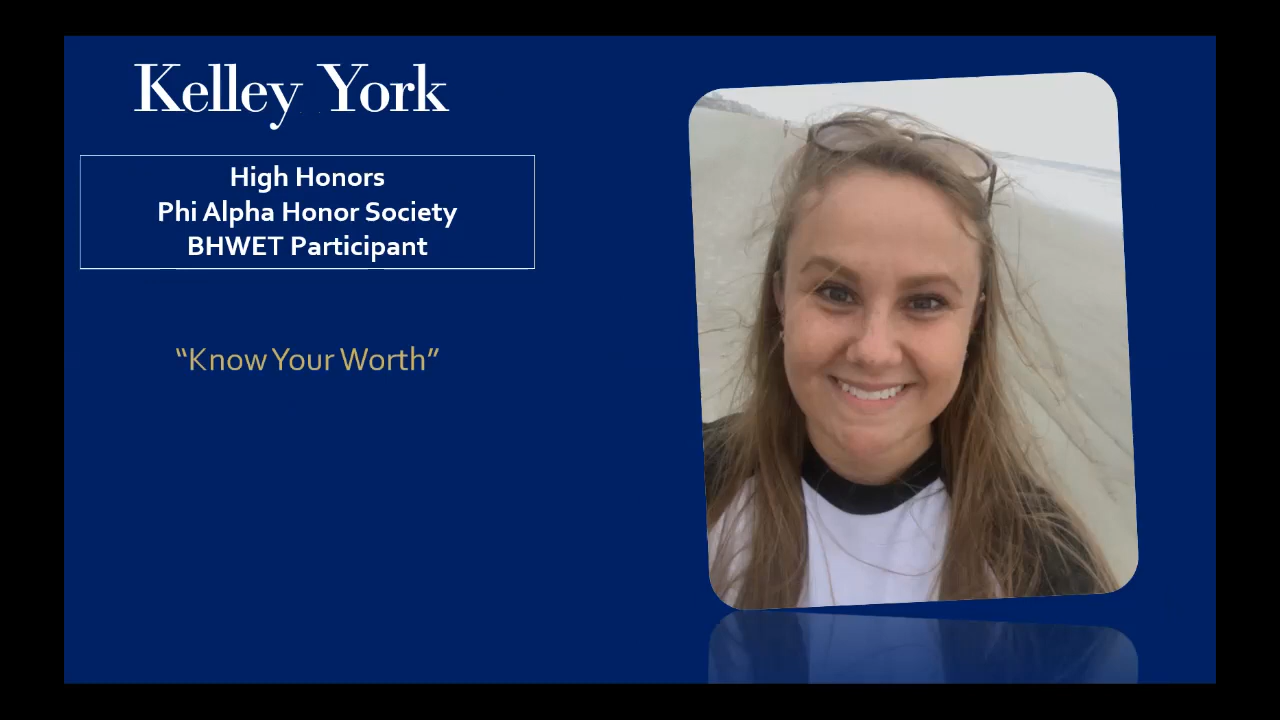 Kelley York
High Honors
Phi Alpha Honor Society
BHWET Participant
“Know Your Worth”